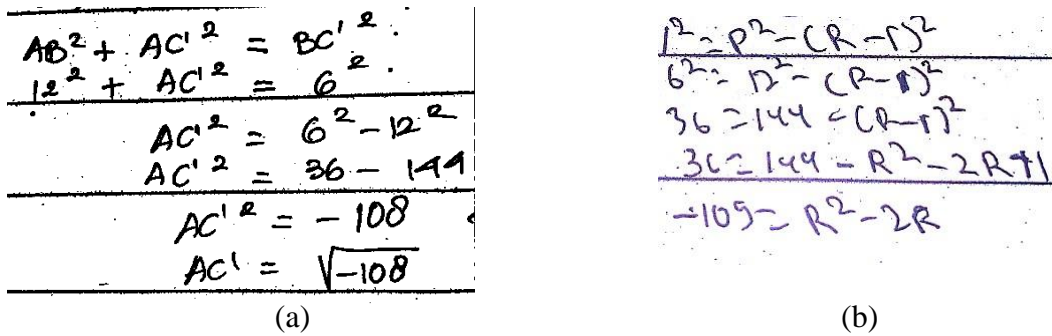 AB² + AC'² = BC'².
12² + AC'² = 6².
AC'² = 6² - 12²
AC'² = 36 - 144
AC'² = -108
AC' = √-108
(a)
l² = p² - (R - r)²
6² = 12² - (R - 1)²
36 = 144 - (R - 1)²
36 = 144 - R² - 2R + 1
-109 = R² - 2R
(b)